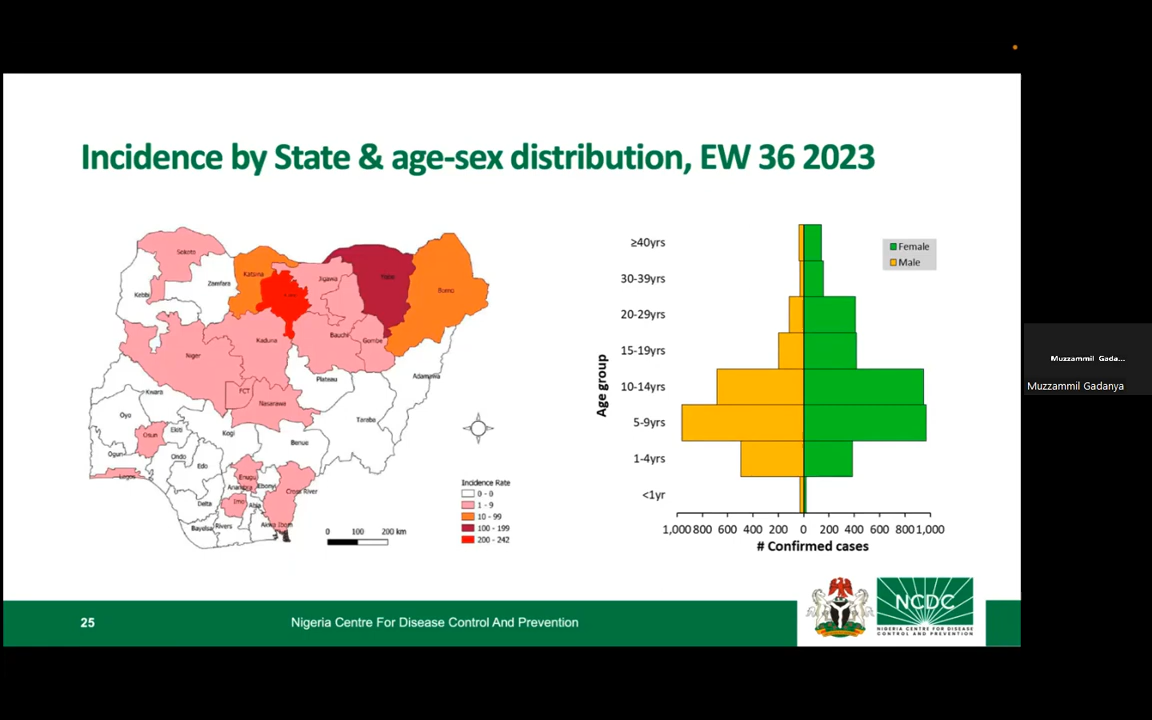 Incidence by State & age-sex distribution, EW 36 2023
Sokoto
Katsina
Jigawa
Yobe
Borno
Kebbi
Zamfara
Kano
Kaduna
Bauchi
Gombe
Niger
Plateau
Adamawa
FCT
Nasarawa
Kwara
Taraba
Oyo
Kogi
Benue
Osun
Ekiti
Ogun
Ondo
Edo
Lagos
Enugu
Anambra
Ebonyi
Cross River
Delta
Imo
Abia
Bayelsa
Rivers
Akwa Ibom
Incidence Rate
0 - 0
1 - 9
10 - 99
100 - 199
200 - 242
0 100 200 km
Age group
≥40yrs
30-39yrs
20-29yrs
15-19yrs
10-14yrs
5-9yrs
1-4yrs
<1yr
Female
Male
1,000 800 600 400 200 0 200 400 600 800 1,000
# Confirmed cases
Muzzammil Gada...
Muzzammil Gadanya
25
Nigeria Centre For Disease Control And Prevention
NCDC
NIGERIA CENTRE FOR DISEASE
CONTROL AND PREVENTION